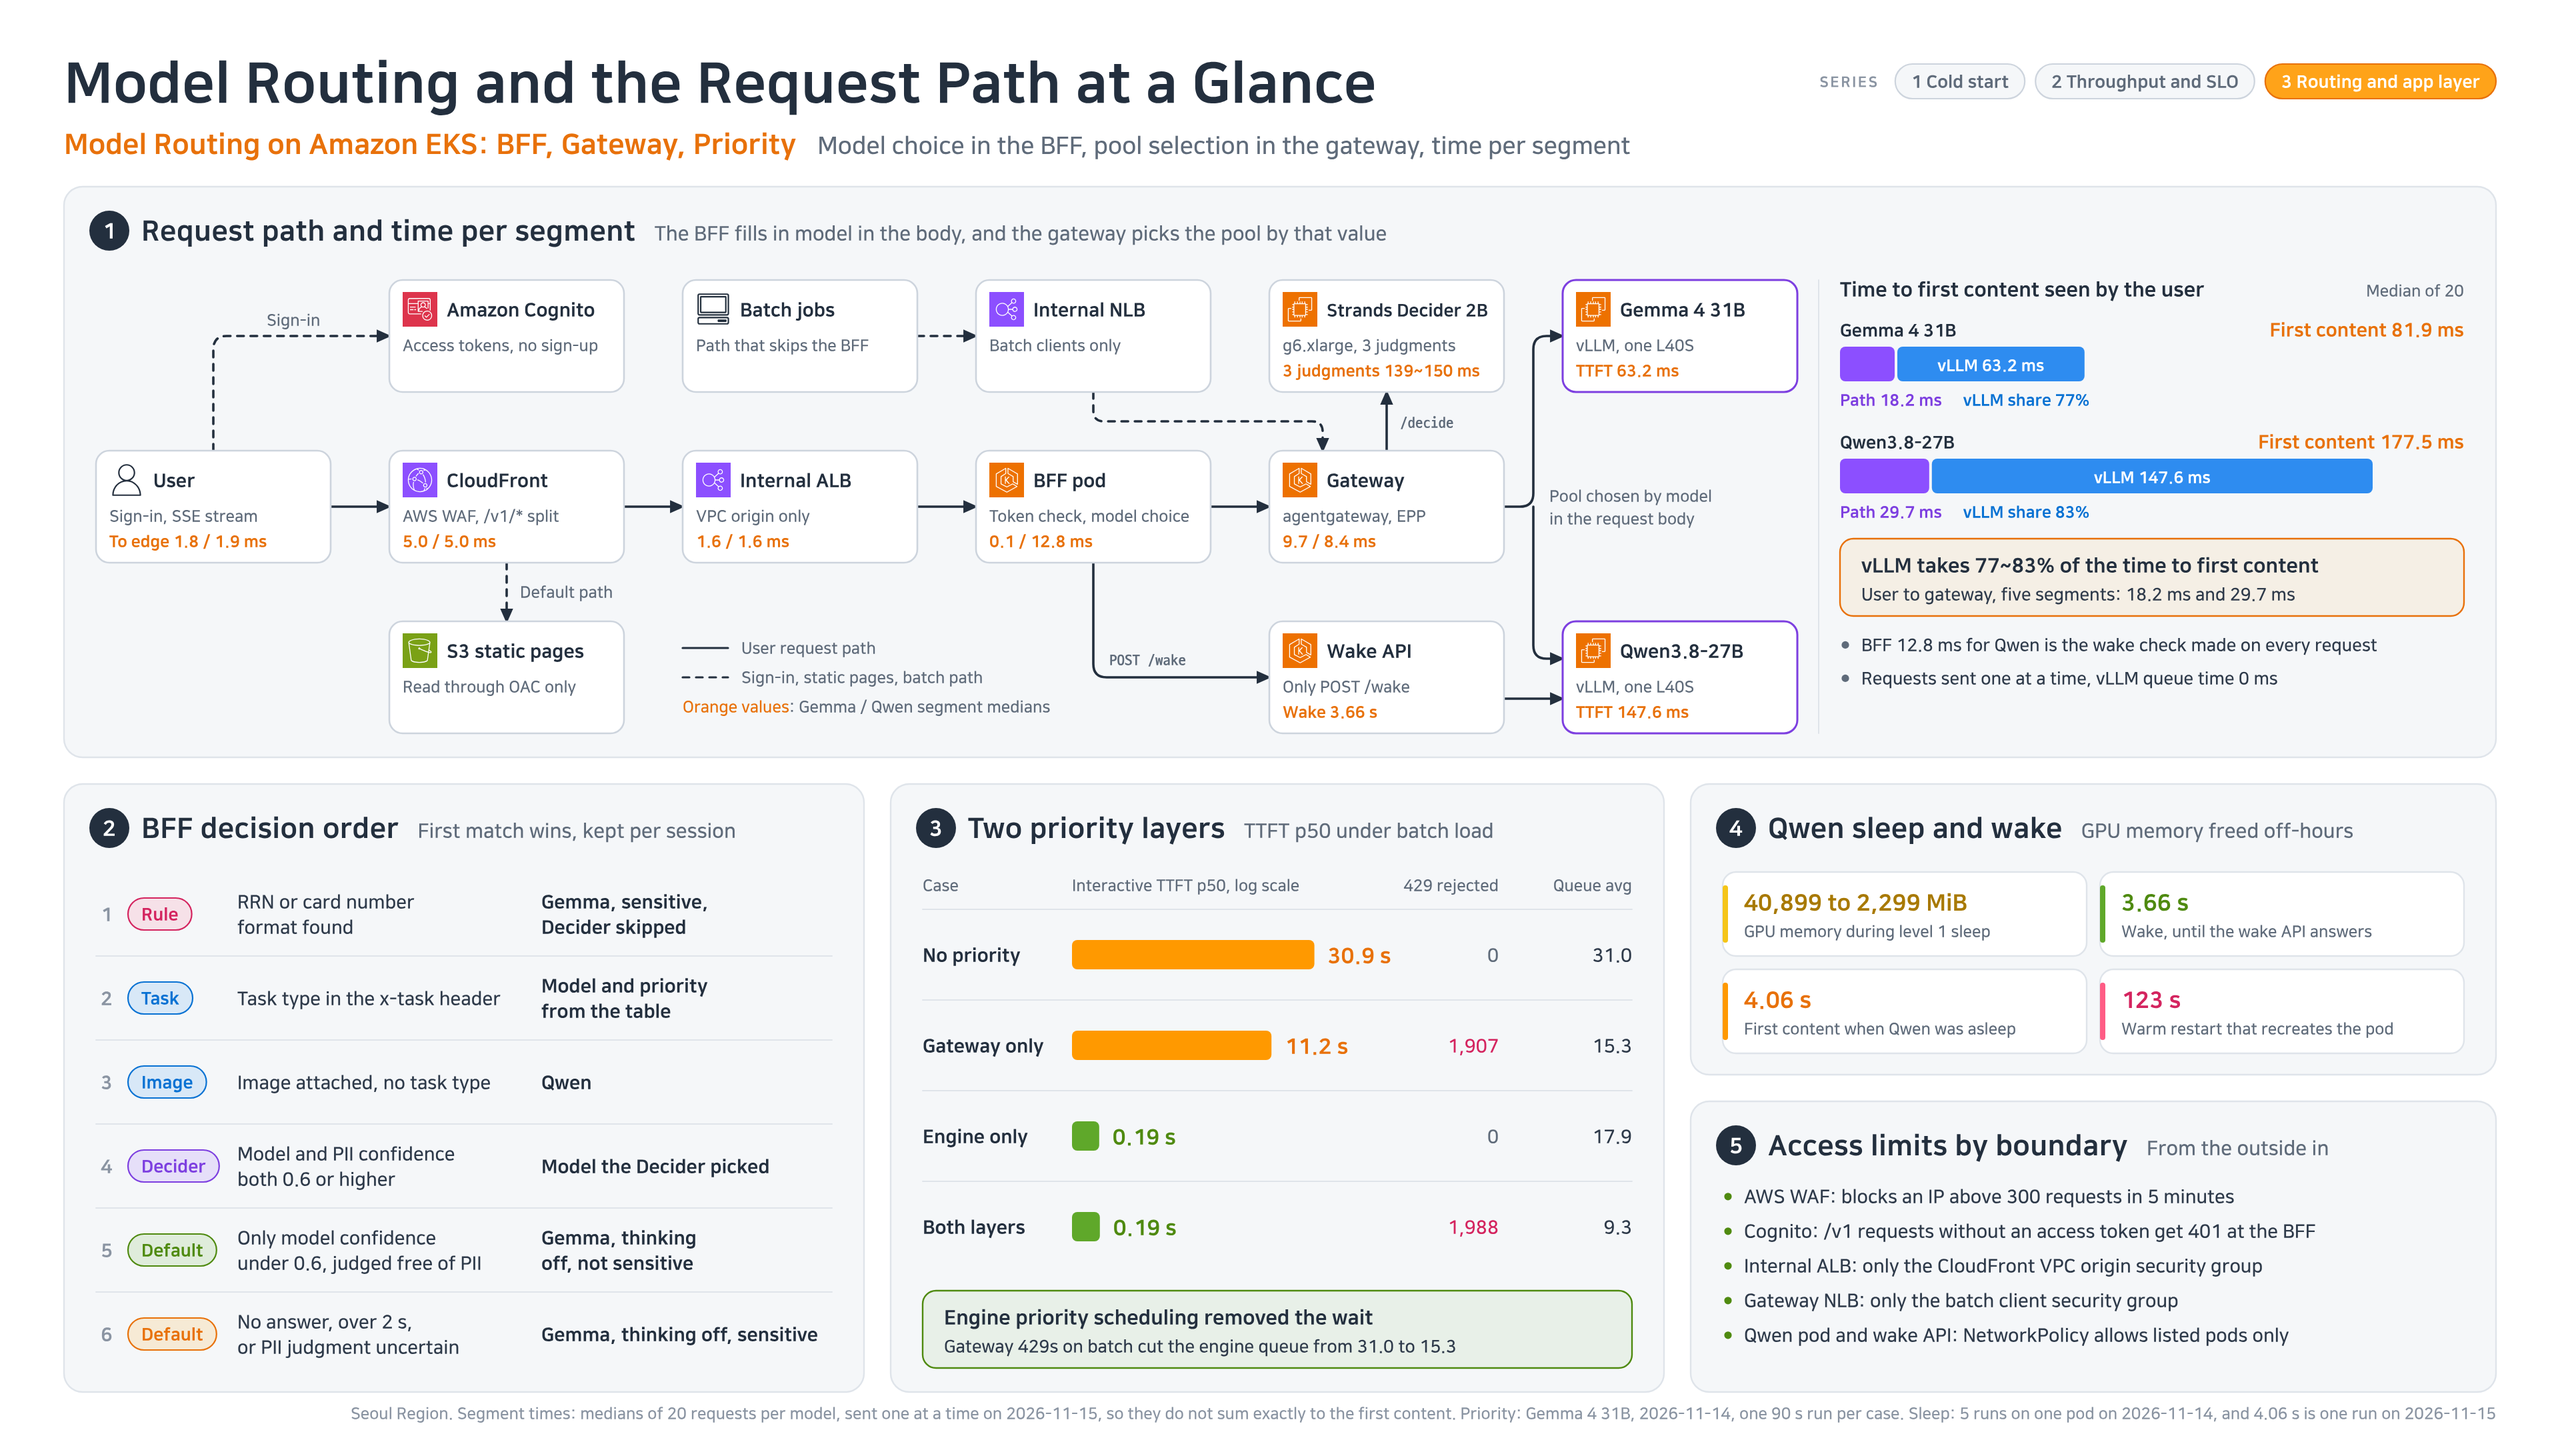 Model Routing and the Request Path at a Glance
SERIES
1 Cold start
2 Throughput and SLO
3 Routing and app layer
Model Routing on Amazon EKS: BFF, Gateway, Priority
Model choice in the BFF, pool selection in the gateway, time per segment
1 Request path and time per segment
The BFF fills in model in the body, and the gateway picks the pool by that value
Sign-in
Amazon Cognito
Access tokens, no sign-up
Batch jobs
Path that skips the BFF
Internal NLB
Batch clients only
Strands Decider 2B
g6.xlarge, 3 judgments
3 judgments 139~150 ms
Gemma 4 31B
vLLM, one L40S
TTFT 63.2 ms
/decide
User
Sign-in, SSE stream
To edge 1.8 / 1.9 ms
CloudFront
AWS WAF, /v1/* split
5.0 / 5.0 ms
Internal ALB
VPC origin only
1.6 / 1.6 ms
BFF pod
Token check, model choice
0.1 / 12.8 ms
Gateway
agentgateway, EPP
9.7 / 8.4 ms
Pool chosen by model
in the request body
Default path
S3 static pages
Read through OAC only
User request path
Sign-in, static pages, batch path
Orange values: Gemma / Qwen segment medians
POST /wake
Wake API
Only POST /wake
Wake 3.66 s
Qwen3.8-27B
vLLM, one L40S
TTFT 147.6 ms
Time to first content seen by the user
Median of 20
Gemma 4 31B
First content 81.9 ms
vLLM 63.2 ms
Path 18.2 ms
vLLM share 77%
Qwen3.8-27B
First content 177.5 ms
vLLM 147.6 ms
Path 29.7 ms
vLLM share 83%
vLLM takes 77~83% of the time to first content
User to gateway, five segments: 18.2 ms and 29.7 ms
BFF 12.8 ms for Qwen is the wake check made on every request
Requests sent one at a time, vLLM queue time 0 ms
2 BFF decision order
First match wins, kept per session
1 Rule
RRN or card number
format found
Gemma, sensitive,
Decider skipped
2 Task
Task type in the x-task header
Model and priority
from the table
3 Image
Image attached, no task type
Qwen
4 Decider
Model and PII confidence
both 0.6 or higher
Model the Decider picked
5 Default
Only model confidence
under 0.6, judged free of PII
Gemma, thinking
off, not sensitive
6 Default
No answer, over 2 s,
or PII judgment uncertain
Gemma, thinking off, sensitive
3 Two priority layers
TTFT p50 under batch load
Case
Interactive TTFT p50, log scale
429 rejected
Queue avg
No priority
30.9 s
0
31.0
Gateway only
11.2 s
1,907
15.3
Engine only
0.19 s
0
17.9
Both layers
0.19 s
1,988
9.3
Engine priority scheduling removed the wait
Gateway 429s on batch cut the engine queue from 31.0 to 15.3
4 Qwen sleep and wake
GPU memory freed off-hours
40,899 to 2,299 MiB
GPU memory during level 1 sleep
3.66 s
Wake, until the wake API answers
4.06 s
First content when Qwen was asleep
123 s
Warm restart that recreates the pod
5 Access limits by boundary
From the outside in
AWS WAF: blocks an IP above 300 requests in 5 minutes
Cognito: /v1 requests without an access token get 401 at the BFF
Internal ALB: only the CloudFront VPC origin security group
Gateway NLB: only the batch client security group
Qwen pod and wake API: NetworkPolicy allows listed pods only
Seoul Region. Segment times: medians of 20 requests per model, sent one at a time on 2026-11-15, so they do not sum exactly to the first content. Priority: Gemma 4 31B, 2026-11-14, one 90 s run per case. Sleep: 5 runs on one pod on 2026-11-14, and 4.06 s is one run on 2026-11-15